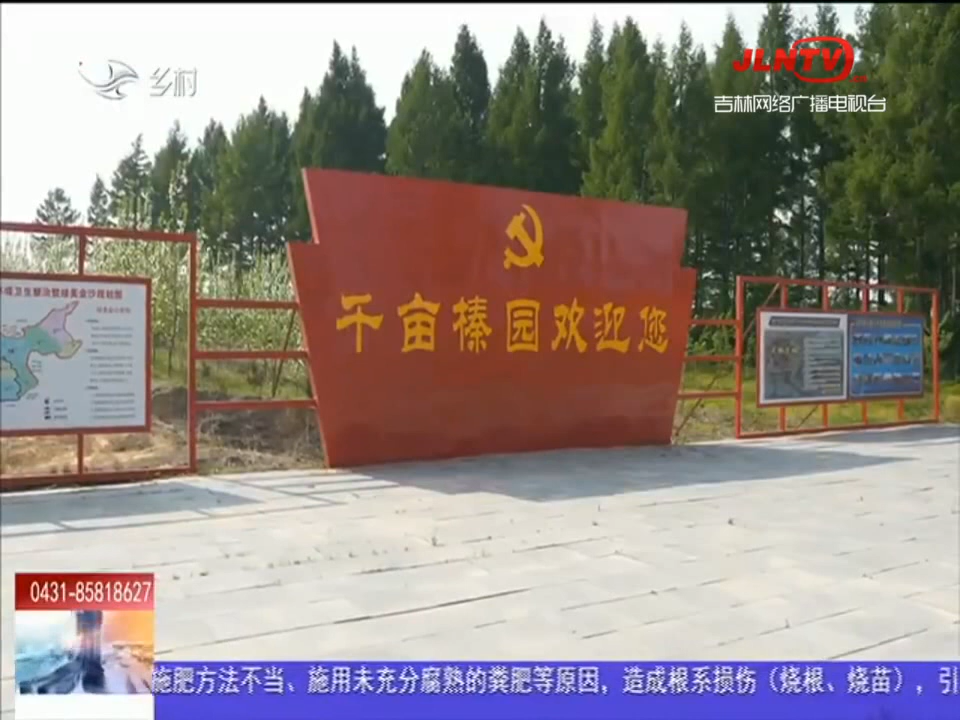 乡村
JLNTV
吉林网络广播电视台
千亩榛园欢迎您
0431-85818627
施肥方法不当、施用未充分腐熟的粪肥等原因，造成根系损伤（烧根、烧苗），引